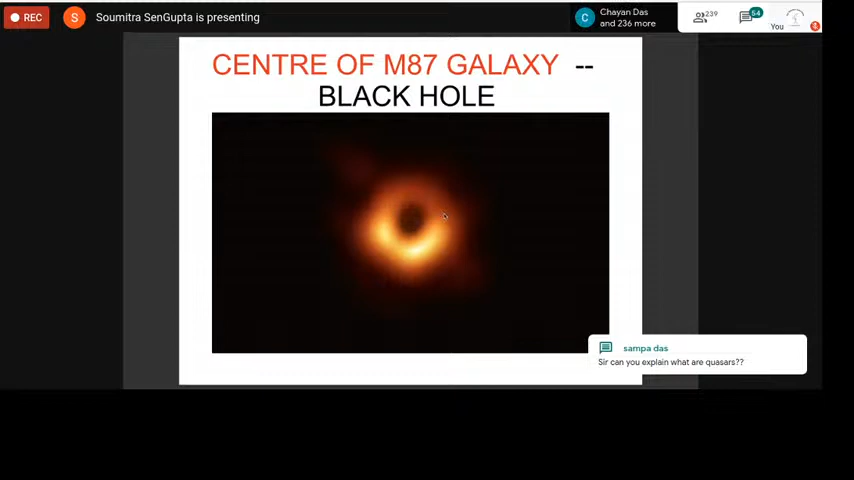 REC
S
Soumitra SenGupta is presenting
C
Chayan Das
and 236 more
239
54
You
CENTRE OF M87 GALAXY --
BLACK HOLE
sampa das
Sir can you explain what are quasars??